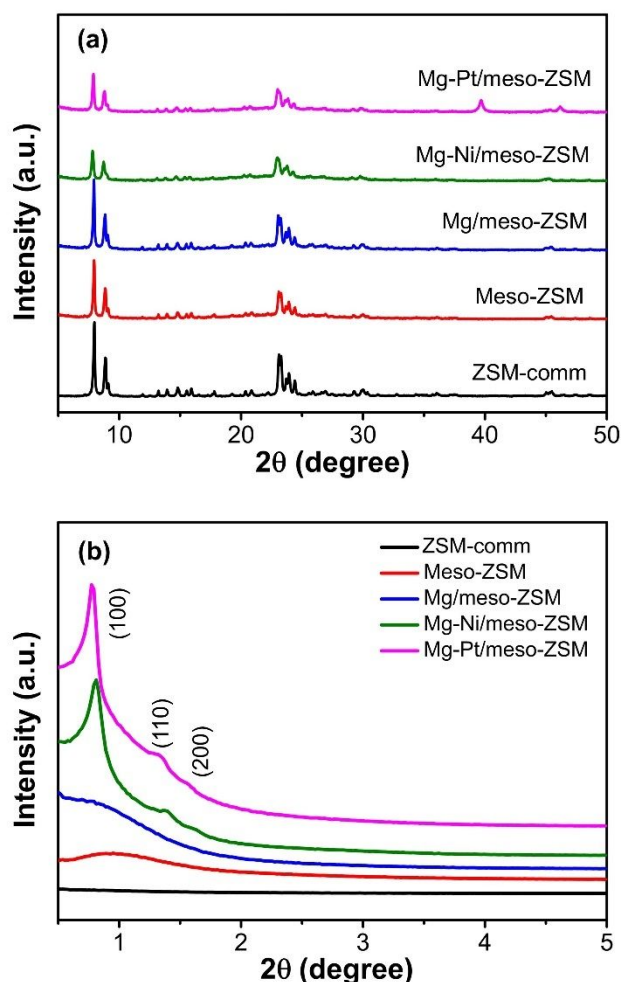 (a)
Mg-Pt/meso-ZSM
Mg-Ni/meso-ZSM
Mg/meso-ZSM
Meso-ZSM
ZSM-comm
Intensity (a.u.)
10 20 30 40 50
2θ (degree)
(b)
ZSM-comm
Meso-ZSM
Mg/meso-ZSM
Mg-Ni/meso-ZSM
Mg-Pt/meso-ZSM
(100)
(110)
(200)
Intensity (a.u.)
1 2 3 4 5
2θ (degree)